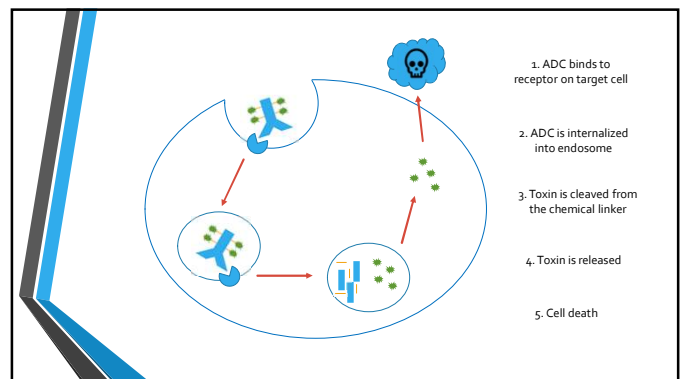 1. ADC binds to
receptor on target cell
2. ADC is internalized
into endosome
3. Toxin is cleaved from
the chemical linker
4. Toxin is released
5. Cell death